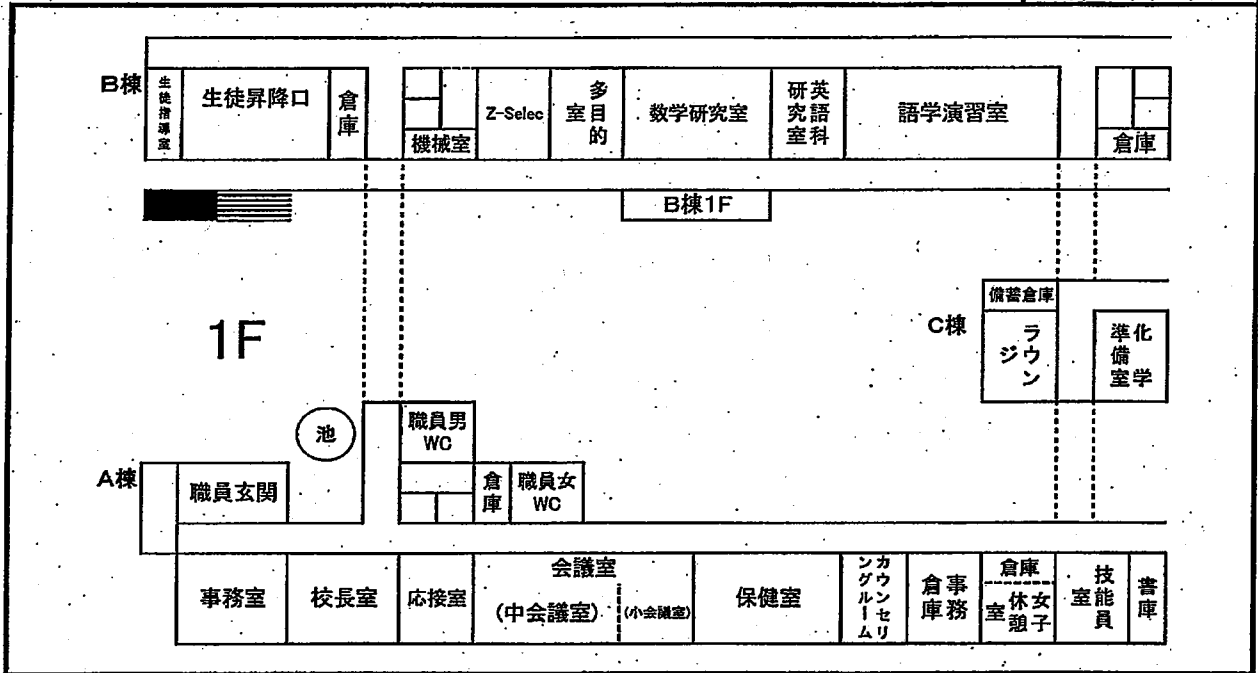 B棟
生徒指導室
生徒昇降口
倉庫
機械室
Z-Selec
多目的室
数学研究室
英語科研究室
語学演習室
倉庫
B棟1F
1F
C棟
備蓄倉庫
ラウンジ
化学準備室
池
職員男
WC
A棟
職員玄関
倉庫
職員女
WC
事務室
校長室
応接室
会議室
(中会議室)
(小会議室)
保健室
カウンセリングルーム
事務倉庫
倉庫
女子休憩室
技能員室
書庫